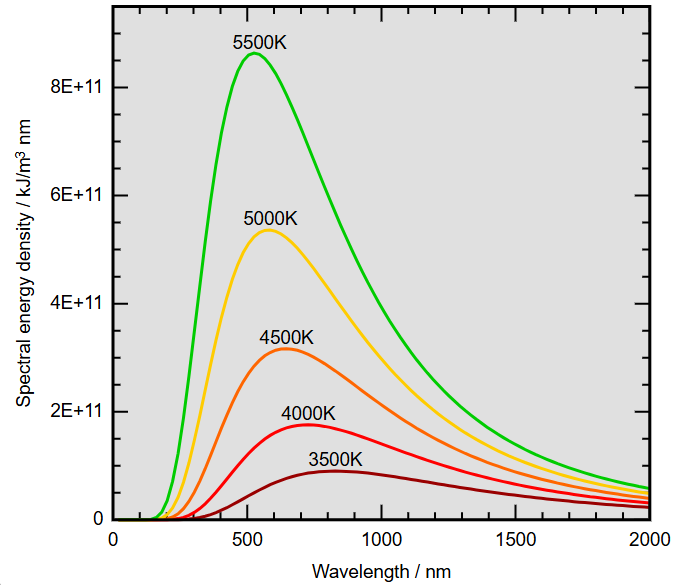 5500K
8E+11
6E+11
5000K
4E+11
4500K
2E+11
4000K
3500K
0
0 500 1000 1500 2000
Wavelength / nm
Spectral energy density / kJ/m³ nm